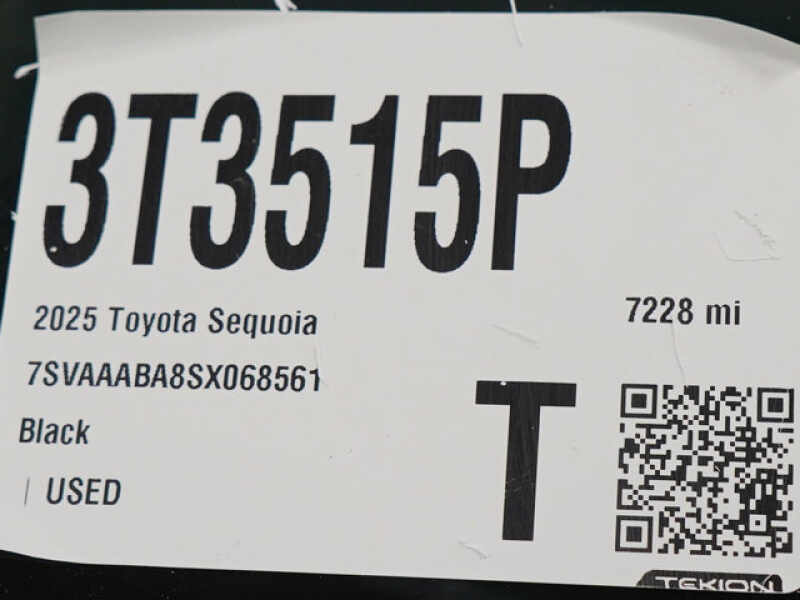 3T3515P
2025 Toyota Sequoia
7228 mi
7SVAAABA8SX068561
Black
T
| USED
TEKION